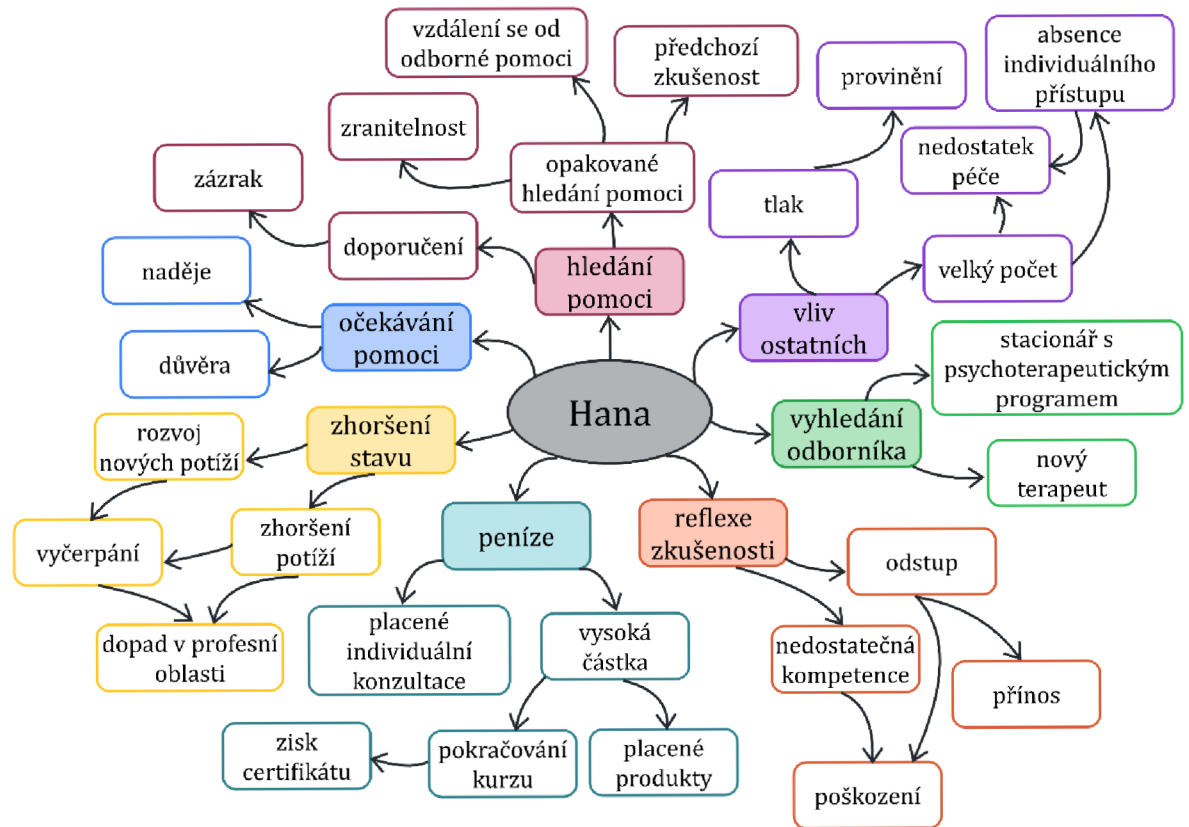 vzdálení se od
odborné pomoci
předchozí
zkušenost
absence
individuálního
přístupu
provinění
zranitelnost
opakované
hledání pomoci
nedostatek
péče
zázrak
tlak
doporučení
hledání
pomoci
velký počet
naděje
očekávání
pomoci
vliv
ostatních
důvěra
stacionář s
psychoterapeutickým
programem
Hana
vyhledání
odborníka
rozvoj
nových potíží
zhoršení
stavu
nový
terapeut
vyčerpání
zhoršení
potíží
peníze
reflexe
zkušenosti
odstup
dopad v profesní
oblasti
placené
individuální
konzultace
vysoká
částka
nedostatečná
kompetence
přínos
zisk
certifikátu
pokračování
kurzu
placené
produkty
poškození